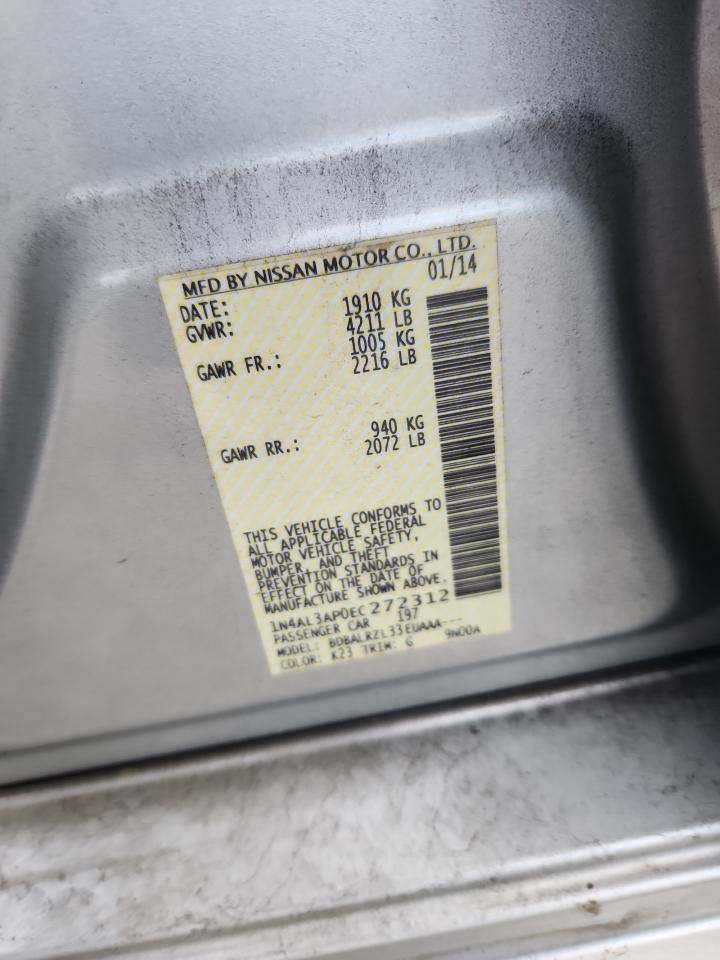 MFD BY NISSAN MOTOR CO., LTD.
DATE: 01/14
GVWR: 1910 KG
4211 LB
GAWR FR.: 1005 KG
2216 LB
GAWR RR.: 940 KG
2072 LB
THIS VEHICLE CONFORMS TO
ALL APPLICABLE FEDERAL
MOTOR VEHICLE SAFETY,
BUMPER, AND THEFT
PREVENTION STANDARDS IN
EFFECT ON THE DATE OF
MANUFACTURE SHOWN ABOVE.
1N4AL3AP0EC272312
PASSENGER CAR 197
MODEL: BDBALRZL33EUAAA---
COLOR: K23 TRIM: G 9N00A